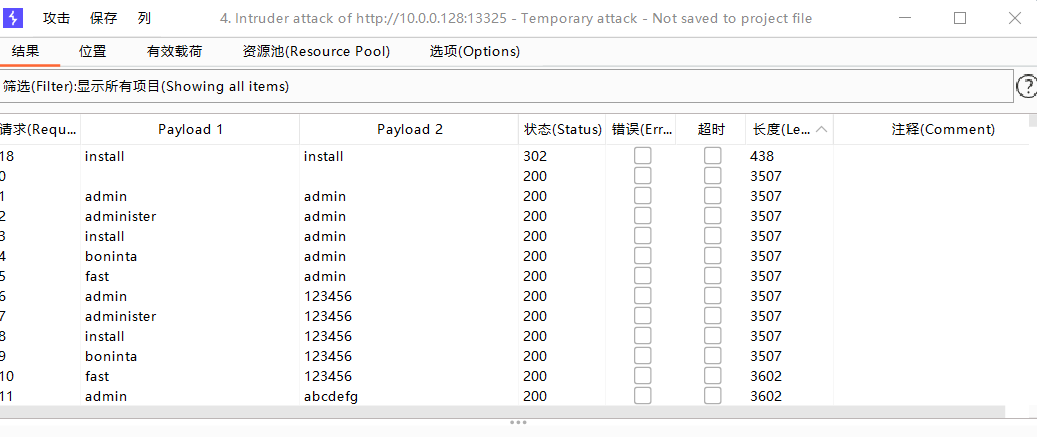 攻击 保存 列 4. Intruder attack of http://10.0.0.128:13325 - Temporary attack - Not saved to project file
结果 位置 有效载荷 资源池(Resource Pool) 选项(Options)
筛选(Filter):显示所有项目(Showing all items) ?
请求(Requ... Payload 1 Payload 2 状态(Status) 错误(Err... 超时 长度(Le... 注释(Comment)
18 install install 302 438
0 200 3507
1 admin admin 200 3507
2 administer admin 200 3507
3 install admin 200 3507
4 boninta admin 200 3507
5 fast admin 200 3507
6 admin 123456 200 3507
7 administer 123456 200 3507
8 install 123456 200 3507
9 boninta 123456 200 3507
10 fast 123456 200 3602
11 admin abcdefg 200 3602